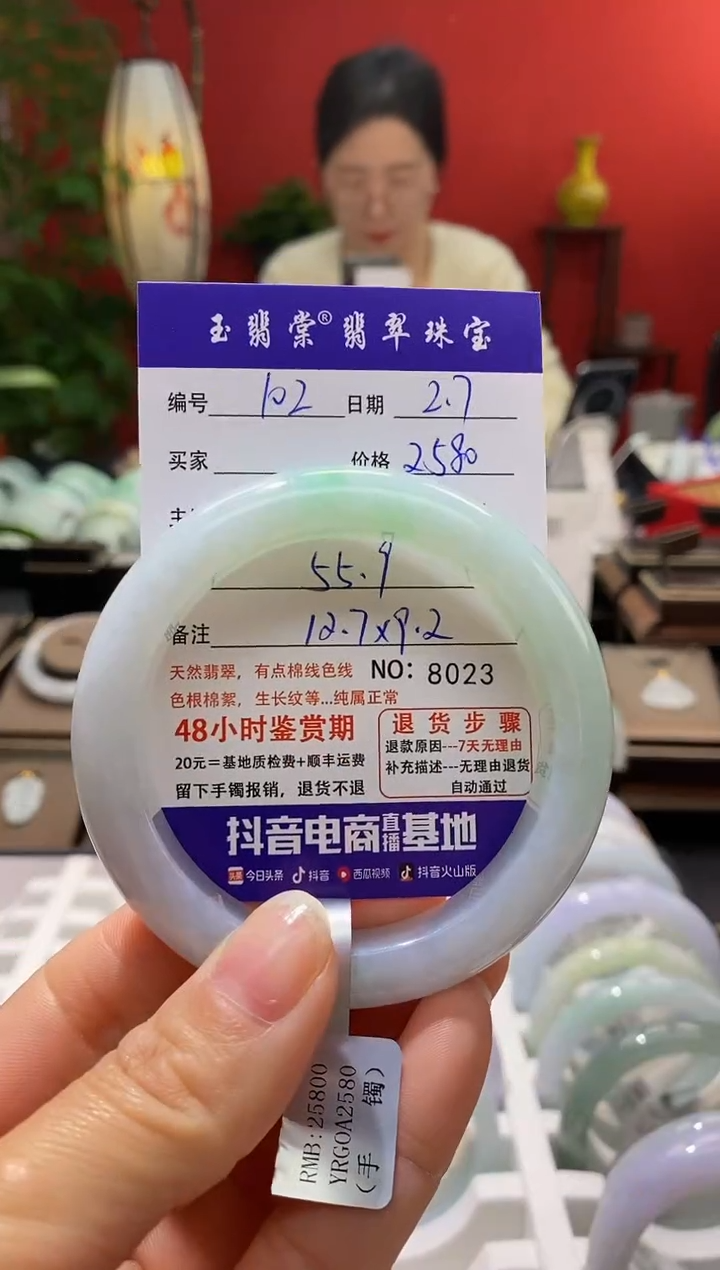 玉翡棠® 翡翠珠宝
编号 102 日期 2.7
买家 价格 2580
55.9
备注 12.7x9.2
天然翡翠，有点棉线色线 NO: 8023
色根棉絮，生长纹等...纯属正常
48小时鉴赏期
20元=基地质检费+顺丰运费
留下手镯报销，退货不退
退货步骤
退款原因---7天无理由
补充描述---无理由退货
自动通过
抖音电商直播基地
头条 今日头条 抖音 西瓜视频 抖音火山版
RMB:25800
YRGOA2580
(手 镯)